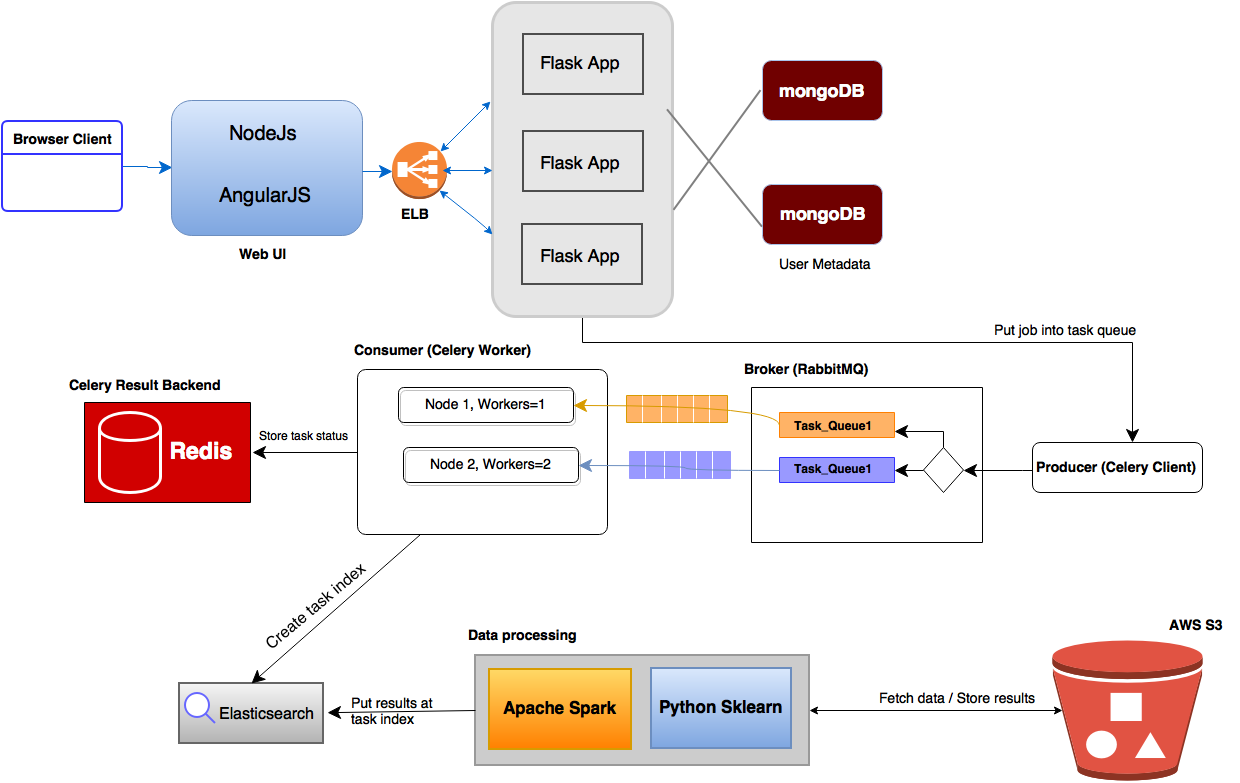 Flask App
mongoDB
Browser Client
NodeJs
Flask App
AngularJS
ELB
mongoDB
Web UI
Flask App
User Metadata
Put job into task queue
Consumer (Celery Worker)
Broker (RabbitMQ)
Celery Result Backend
Node 1, Workers=1
Task_Queue1
Store task status
Redis
Node 2, Workers=2
Task_Queue1
Producer (Celery Client)
Create task index
Data processing
AWS S3
Elasticsearch
Put results at
task index
Apache Spark
Python Sklearn
Fetch data / Store results